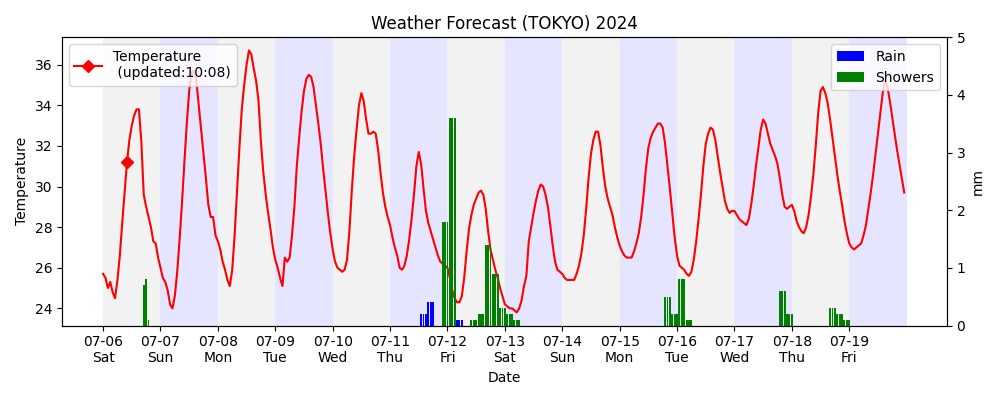 Weather Forecast (TOKYO) 2024
Temperature
(updated:10:08)
Rain
Showers
Temperature
36
34
32
30
28
26
24
5
4
3
2
1
0
mm
07-06 07-07 07-08 07-09 07-10 07-11 07-12 07-13 07-14 07-15 07-16 07-17 07-18 07-19
Sat Sun Mon Tue Wed Thu Fri Sat Sun Mon Tue Wed Thu Fri
Date